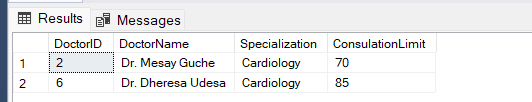 Results Messages
DoctorID DoctorName Specialization ConsulationLimit
1 2 Dr. Mesay Guche Cardiology 70
2 6 Dr. Dheresa Udesa Cardiology 85